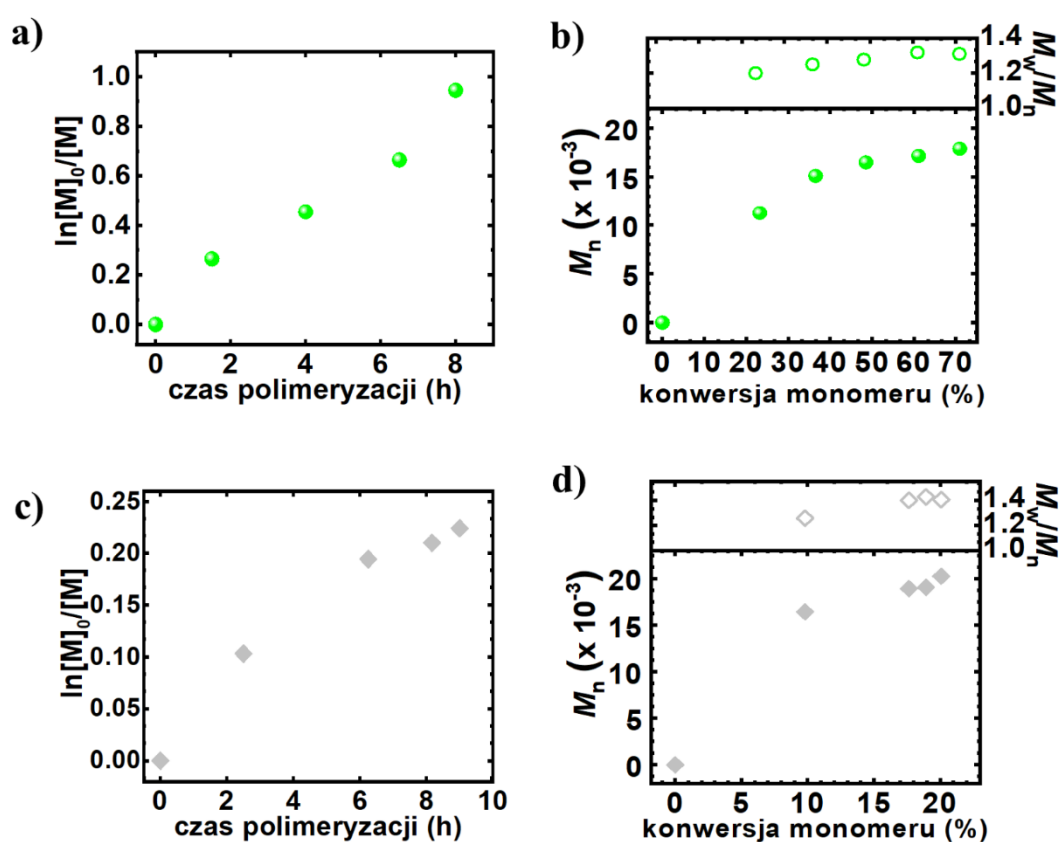 a)
ln[M]₀/[M]
1.0
0.8
0.6
0.4
0.2
0.0
0 2 4 6 8
czas polimeryzacji (h)
b)
1.4
1.2
1.0
Mw/Mn
Mn (x 10⁻³)
20
15
10
5
0
0 10 20 30 40 50 60 70
konwersja monomeru (%)
c)
ln[M]₀/[M]
0.25
0.20
0.15
0.10
0.05
0.00
0 2 4 6 8 10
czas polimeryzacji (h)
d)
1.4
1.2
1.0
Mw/Mn
Mn (x 10⁻³)
20
15
10
5
0
0 5 10 15 20
konwersja monomeru (%)